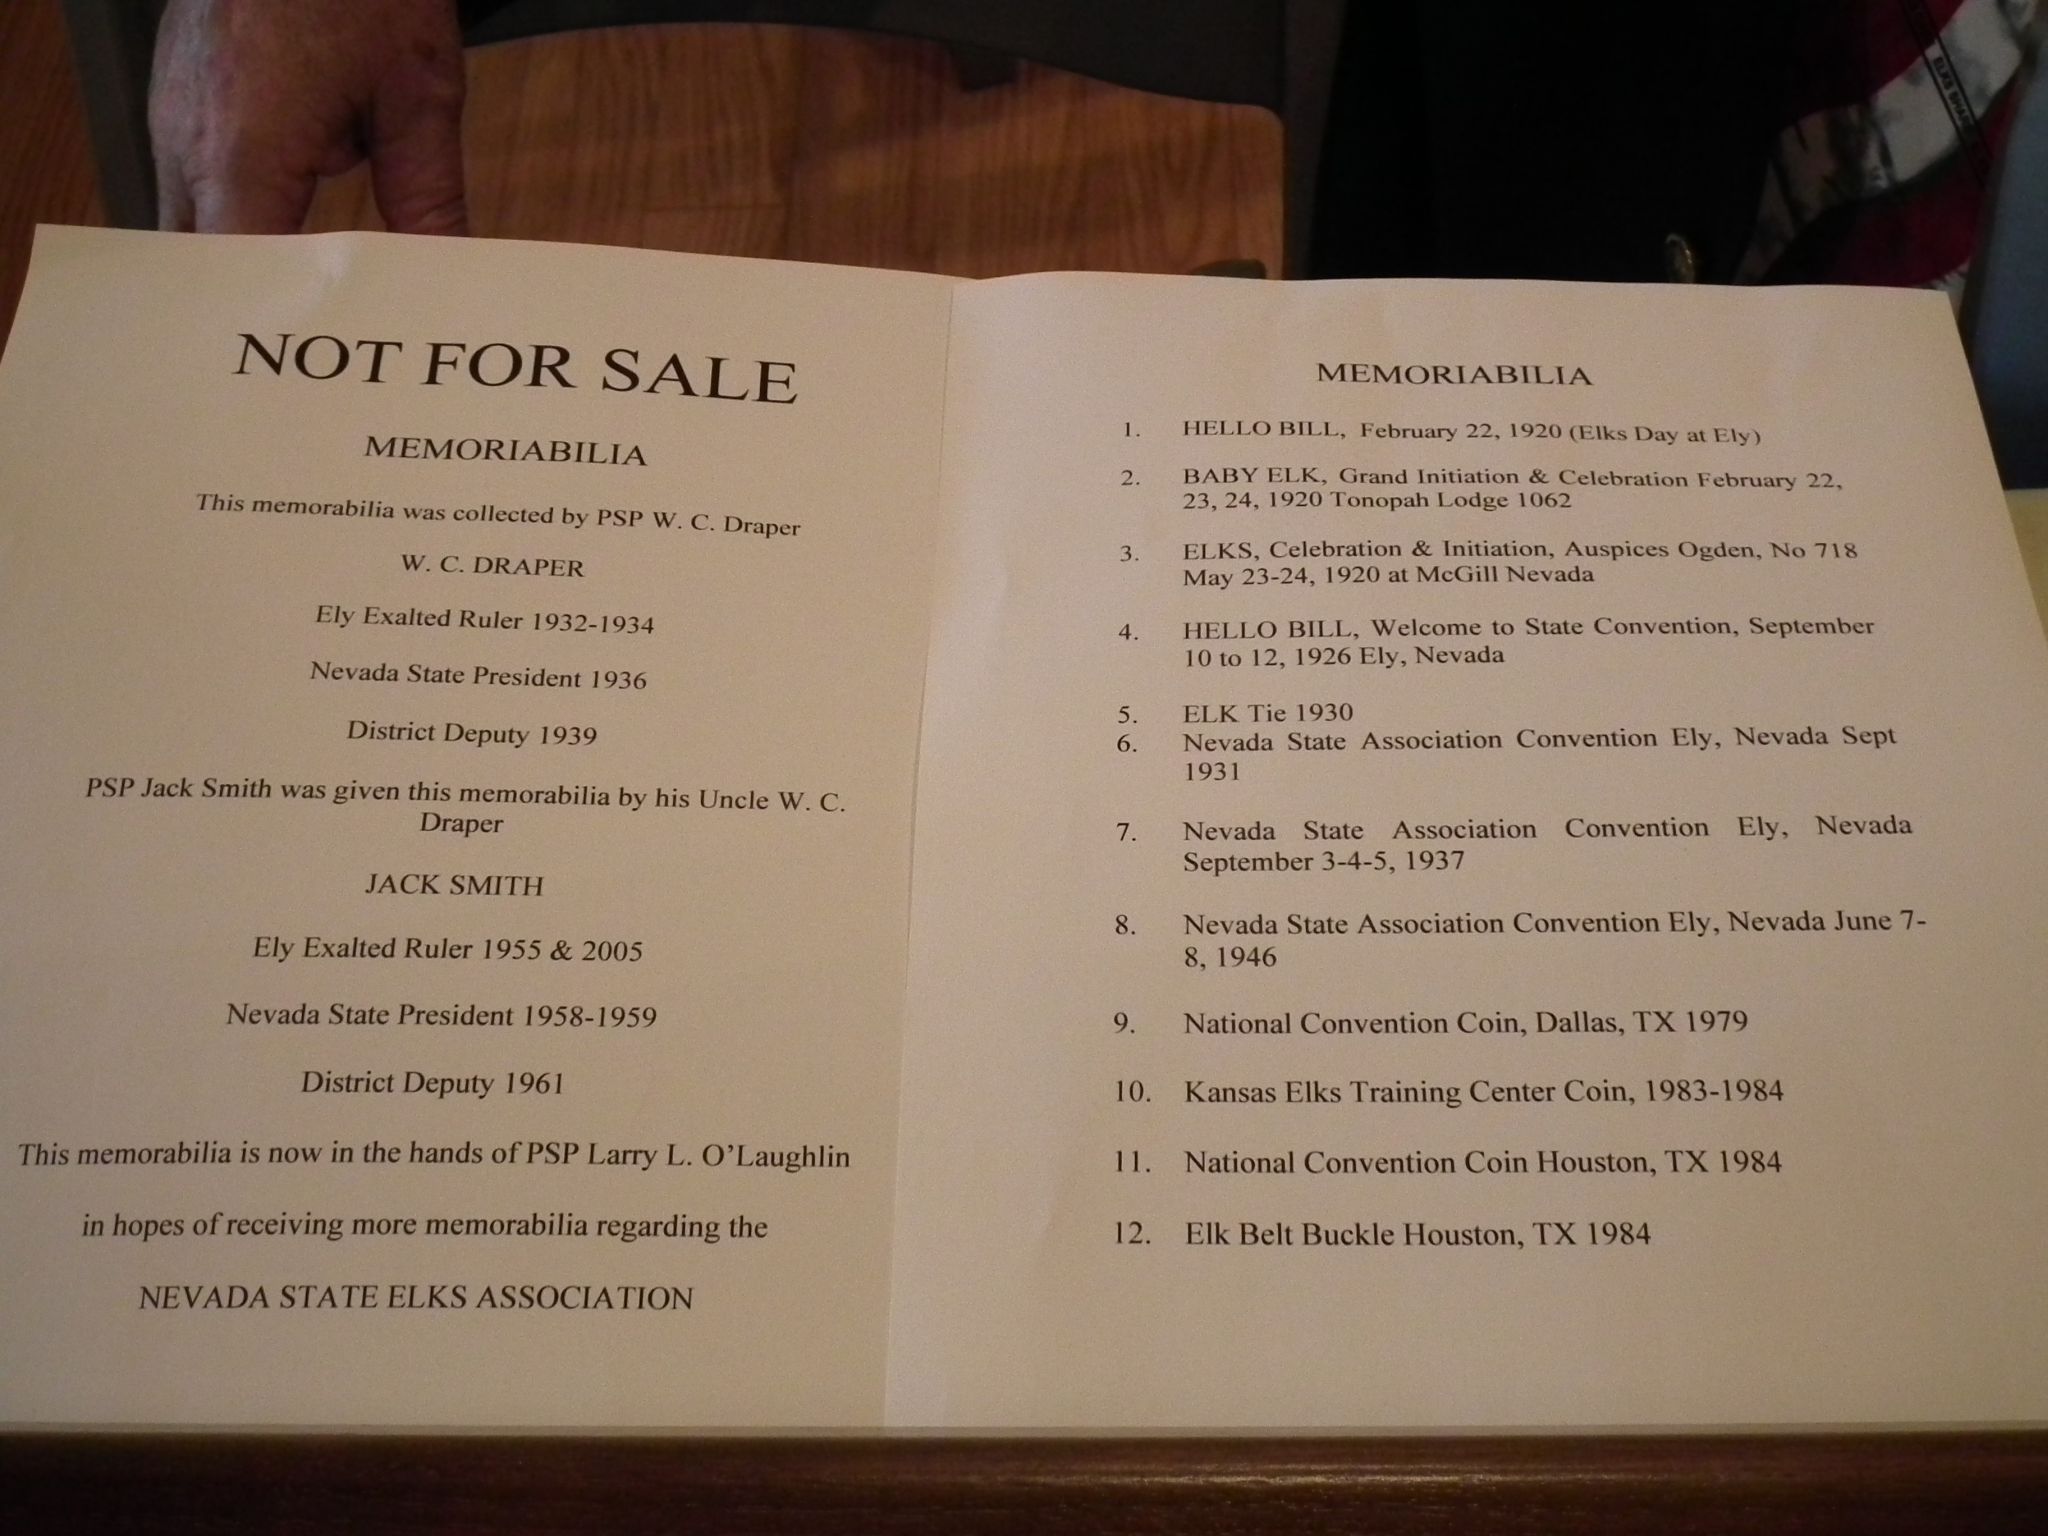 NOT FOR SALE
MEMORIABILIA
This memorabilia was collected by PSP W. C. Draper
W. C. DRAPER
Ely Exalted Ruler 1932-1934
Nevada State President 1936
District Deputy 1939
PSP Jack Smith was given this memorabilia by his Uncle W. C.
Draper
JACK SMITH
Ely Exalted Ruler 1955 & 2005
Nevada State President 1958-1959
District Deputy 1961
This memorabilia is now in the hands of PSP Larry L. O'Laughlin
in hopes of receiving more memorabilia regarding the
NEVADA STATE ELKS ASSOCIATION
MEMORIABILIA
1. HELLO BILL, February 22, 1920 (Elks Day at Ely)
2. BABY ELK, Grand Initiation & Celebration February 22,
23, 24, 1920 Tonopah Lodge 1062
3. ELKS, Celebration & Initiation, Auspices Ogden, No 718
May 23-24, 1920 at McGill Nevada
4. HELLO BILL, Welcome to State Convention, September
10 to 12, 1926 Ely, Nevada
5. ELK Tie 1930
6. Nevada State Association Convention Ely, Nevada Sept
1931
7. Nevada State Association Convention Ely, Nevada
September 3-4-5, 1937
8. Nevada State Association Convention Ely, Nevada June 7-
8, 1946
9. National Convention Coin, Dallas, TX 1979
10. Kansas Elks Training Center Coin, 1983-1984
11. National Convention Coin Houston, TX 1984
12. Elk Belt Buckle Houston, TX 1984
ELKS